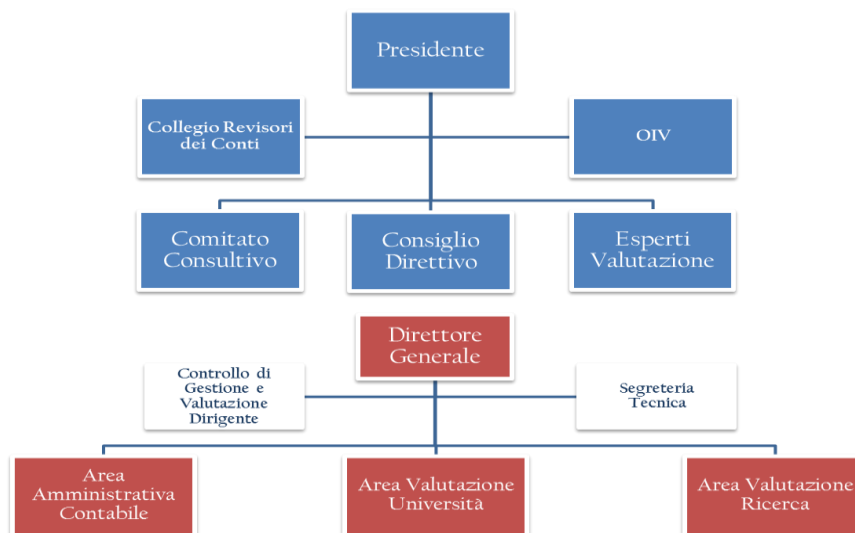 Presidente
Collegio Revisori
dei Conti
OIV
Comitato
Consultivo
Consiglio
Direttivo
Esperti
Valutazione
Direttore
Generale
Controllo di
Gestione e
Valutazione
Dirigente
Segreteria
Tecnica
Area
Amministrativa
Contabile
Area Valutazione
Università
Area Valutazione
Ricerca